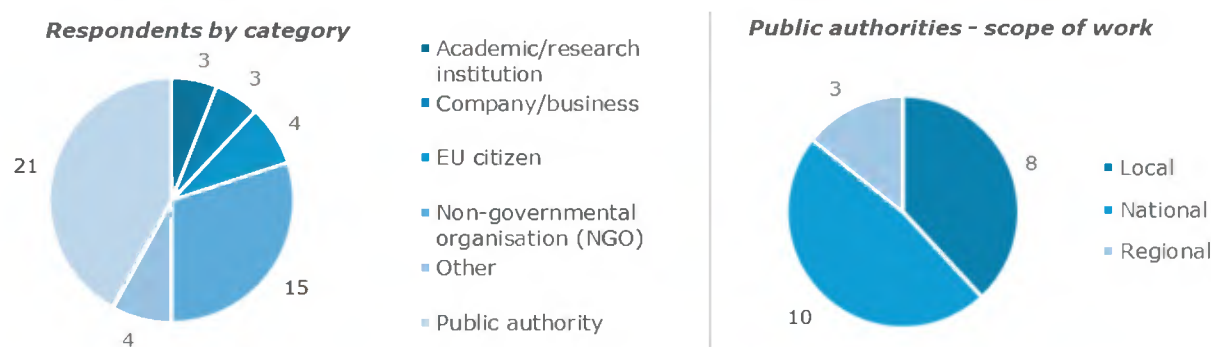 Respondents by category
3
3
4
15
4
21
Academic/research
institution
Company/business
EU citizen
Non-governmental
organisation (NGO)
Other
Public authority
Public authorities - scope of work
3
8
10
Local
National
Regional